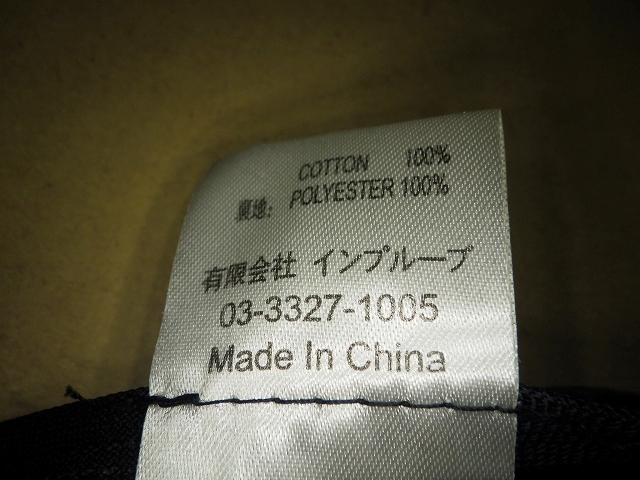 COTTON 100%
裏地: POLYESTER 100%
有限会社 インプループ
03-3327-1005
Made In China